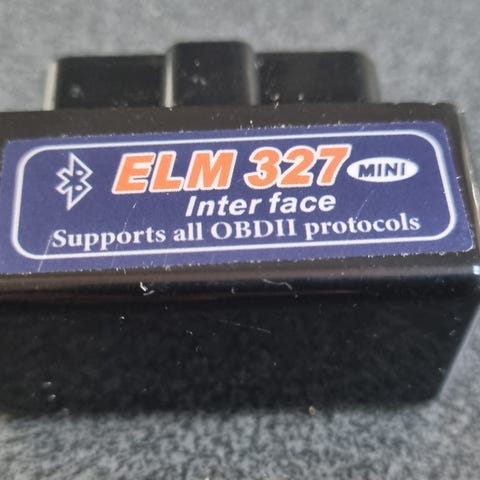 ELM 327 MINI
Inter face
Supports all OBDII protocols